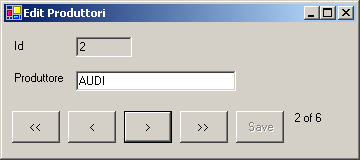 Edit Produttori
Id 2
Produttore AUDI
<< < > >> Save 2 of 6